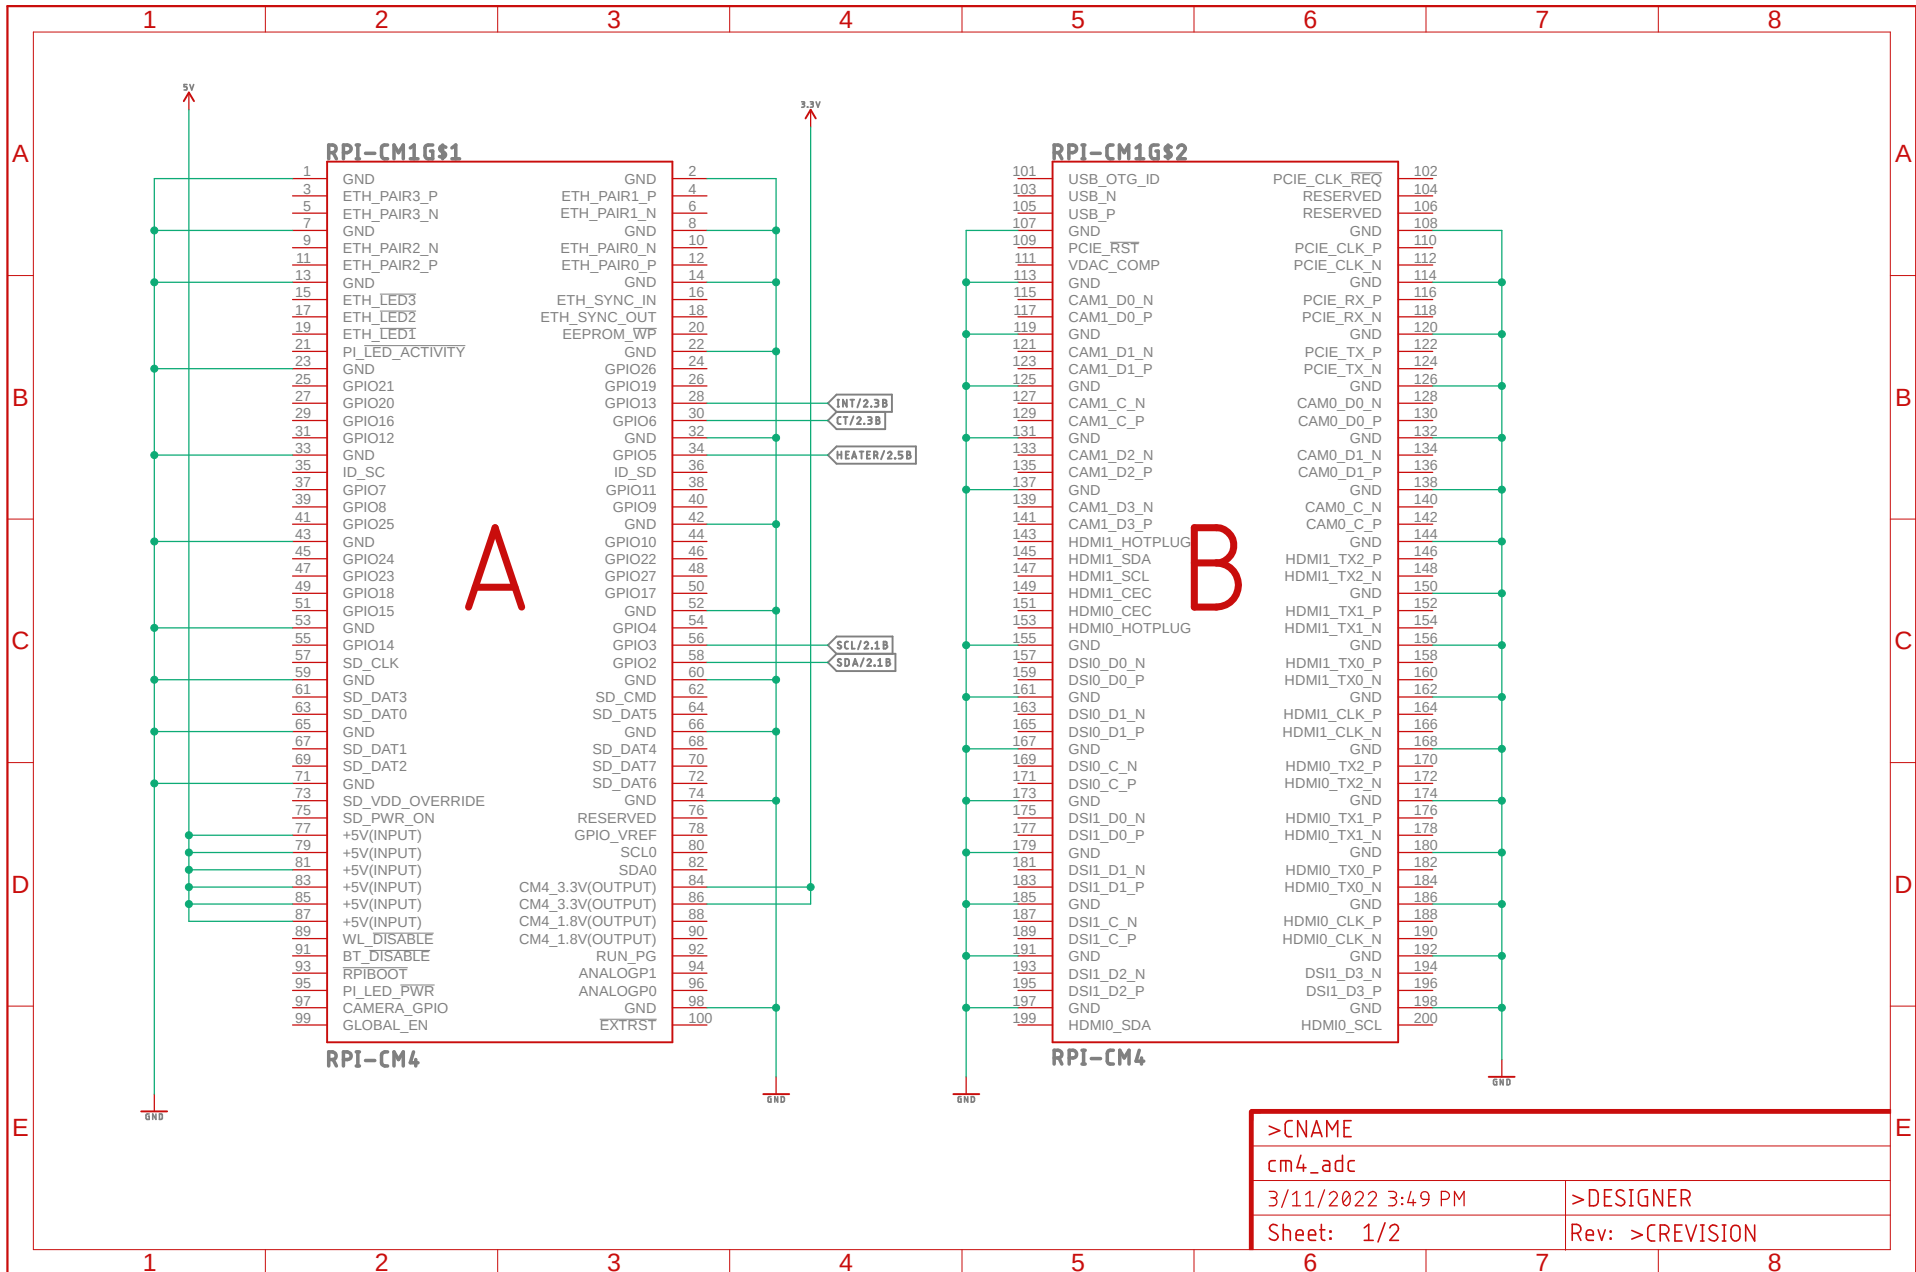 1 2 3 4 5 6 7 8
5V
3.3V
A
A
RPI-CM1G$1
RPI-CM1G$2
1 GND GND 2
3 ETH_PAIR3_P ETH_PAIR1_P 4
5 ETH_PAIR3_N ETH_PAIR1_N 6
7 GND GND 8
9 ETH_PAIR2_N ETH_PAIR0_N 10
11 ETH_PAIR2_P ETH_PAIR0_P 12
13 GND GND 14
15 ETH_LED3 ETH_SYNC_IN 16
17 ETH_LED2 ETH_SYNC_OUT 18
19 ETH_LED1 EEPROM_WP 20
21 PI_LED_ACTIVITY GND 22
23 GND GPIO26 24
25 GPIO21 GPIO19 26
27 GPIO20 GPIO13 28 INT/2.3B
29 GPIO16 GPIO6 30 CT/2.3B
31 GPIO12 GND 32
33 GND GPIO5 34 HEATER/2.5B
35 ID_SC ID_SD 36
37 GPIO7 GPIO11 38
39 GPIO8 GPIO9 40
41 GPIO25 GND 42
43 GND GPIO10 44
45 GPIO24 GPIO22 46
47 GPIO23 GPIO27 48
49 GPIO18 GPIO17 50
51 GPIO15 GND 52
53 GND GPIO4 54
55 GPIO14 GPIO3 56 SCL/2.1B
57 SD_CLK GPIO2 58 SDA/2.1B
59 GND GND 60
61 SD_DAT3 SD_CMD 62
63 SD_DAT0 SD_DAT5 64
65 GND GND 66
67 SD_DAT1 SD_DAT4 68
69 SD_DAT2 SD_DAT7 70
71 GND SD_DAT6 72
73 SD_VDD_OVERRIDE GND 74
75 SD_PWR_ON RESERVED 76
77 +5V(INPUT) GPIO_VREF 78
79 +5V(INPUT) SCL0 80
81 +5V(INPUT) SDA0 82
83 +5V(INPUT) CM4_3.3V(OUTPUT) 84
85 +5V(INPUT) CM4_3.3V(OUTPUT) 86
87 +5V(INPUT) CM4_1.8V(OUTPUT) 88
89 WL_DISABLE CM4_1.8V(OUTPUT) 90
91 BT_DISABLE RUN_PG 92
93 RPIBOOT ANALOGP1 94
95 PI_LED_PWR ANALOGP0 96
97 CAMERA_GPIO GND 98
99 GLOBAL_EN EXTRST 100
A
RPI-CM4
101 USB_OTG_ID PCIE_CLK_REQ 102
103 USB_N RESERVED 104
105 USB_P RESERVED 106
107 GND GND 108
109 PCIE_RST PCIE_CLK_P 110
111 VDAC_COMP PCIE_CLK_N 112
113 GND GND 114
115 CAM1_D0_N PCIE_RX_P 116
117 CAM1_D0_P PCIE_RX_N 118
119 GND GND 120
121 CAM1_D1_N PCIE_TX_P 122
123 CAM1_D1_P PCIE_TX_N 124
125 GND GND 126
127 CAM1_C_N CAM0_D0_N 128
129 CAM1_C_P CAM0_D0_P 130
131 GND GND 132
133 CAM1_D2_N CAM0_D1_N 134
135 CAM1_D2_P CAM0_D1_P 136
137 GND GND 138
139 CAM1_D3_N CAM0_C_N 140
141 CAM1_D3_P CAM0_C_P 142
143 HDMI1_HOTPLUG GND 144
145 HDMI1_SDA HDMI1_TX2_P 146
147 HDMI1_SCL HDMI1_TX2_N 148
149 HDMI1_CEC GND 150
151 HDMI0_CEC HDMI1_TX1_P 152
153 HDMI0_HOTPLUG HDMI1_TX1_N 154
155 GND GND 156
157 DSI0_D0_N HDMI1_TX0_P 158
159 DSI0_D0_P HDMI1_TX0_N 160
161 GND GND 162
163 DSI0_D1_N HDMI1_CLK_P 164
165 DSI0_D1_P HDMI1_CLK_N 166
167 GND GND 168
169 DSI0_C_N HDMI0_TX2_P 170
171 DSI0_C_P HDMI0_TX2_N 172
173 GND GND 174
175 DSI1_D0_N HDMI0_TX1_P 176
177 DSI1_D0_P HDMI0_TX1_N 178
179 GND GND 180
181 DSI1_D1_N HDMI0_TX0_P 182
183 DSI1_D1_P HDMI0_TX0_N 184
185 GND GND 186
187 DSI1_C_N HDMI0_CLK_P 188
189 DSI1_C_P HDMI0_CLK_N 190
191 GND GND 192
193 DSI1_D2_N DSI1_D3_N 194
195 DSI1_D2_P DSI1_D3_P 196
197 GND GND 198
199 HDMI0_SDA HDMI0_SCL 200
B
RPI-CM4
B
B
C
C
D
D
GND
GND
GND
GND
E
E
>CNAME
cm4_adc
3/11/2022 3:49 PM >DESIGNER
Sheet: 1/2 Rev: >CREVISION
1 2 3 4 5 6 7 8